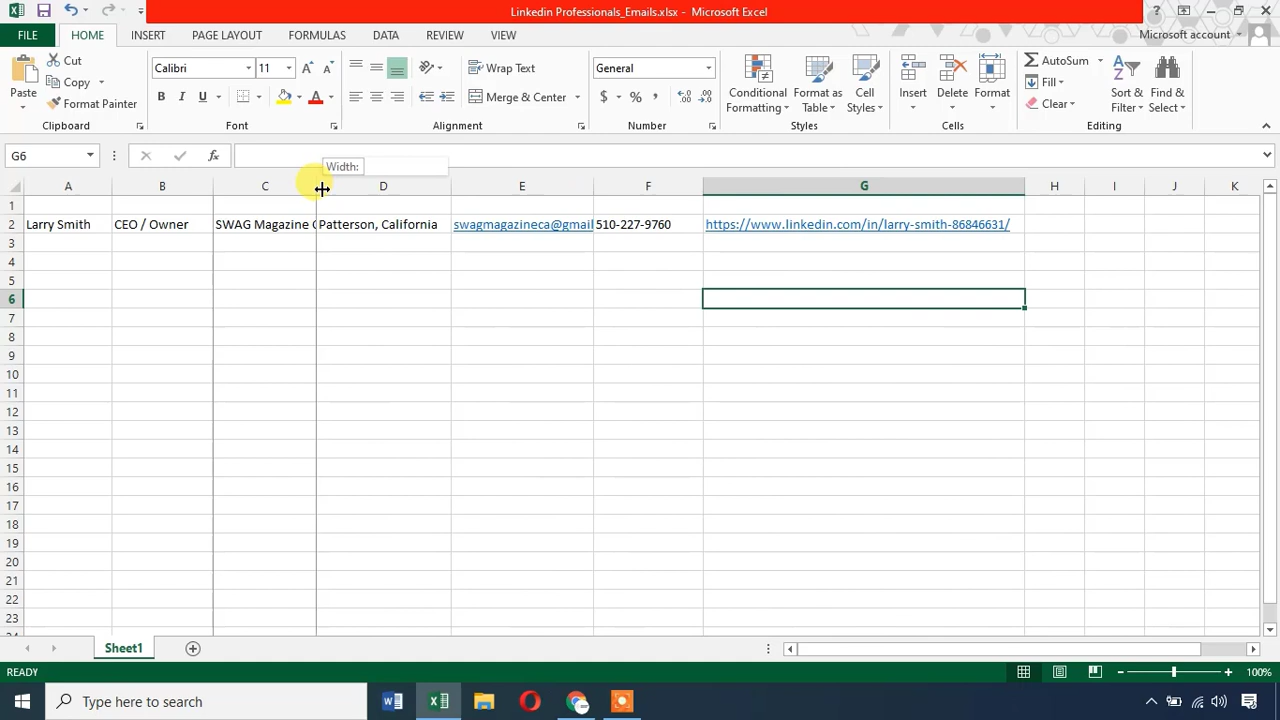 Linkedin Professionals_Emails.xlsx - Microsoft Excel
?
FILE
HOME
INSERT
PAGE LAYOUT
FORMULAS
DATA
REVIEW
VIEW
Microsoft account
Paste
Cut
Copy
Format Painter
Clipboard
Calibri
11
A
A
B
I
U
A
Font
Wrap Text
Merge & Center
Alignment
General
$
%
Number
Conditional
Formatting
Format as
Table
Cell
Styles
Styles
Insert
Delete
Format
Cells
AutoSum
Fill
Clear
Sort &
Filter
Find &
Select
Editing
G6
fx
Width:
A B C D E F G H I J K
1
2 Larry Smith CEO / Owner SWAG Magazine Patterson, California swagmagazineca@gmail 510-227-9760 https://www.linkedin.com/in/larry-smith-86846631/
3
4
5
6
7
8
9
10
11
12
13
14
15
16
17
18
19
20
21
22
23
Sheet1
READY
100%
Type here to search